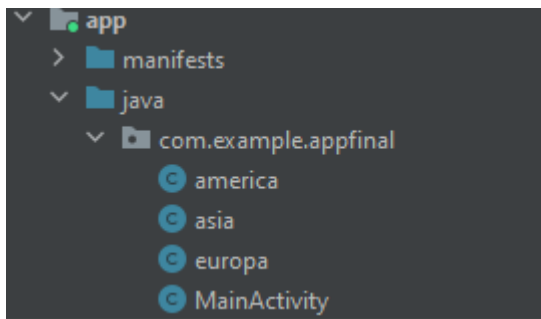 app
manifests
java
com.example.appfinal
america
asia
europa
MainActivity